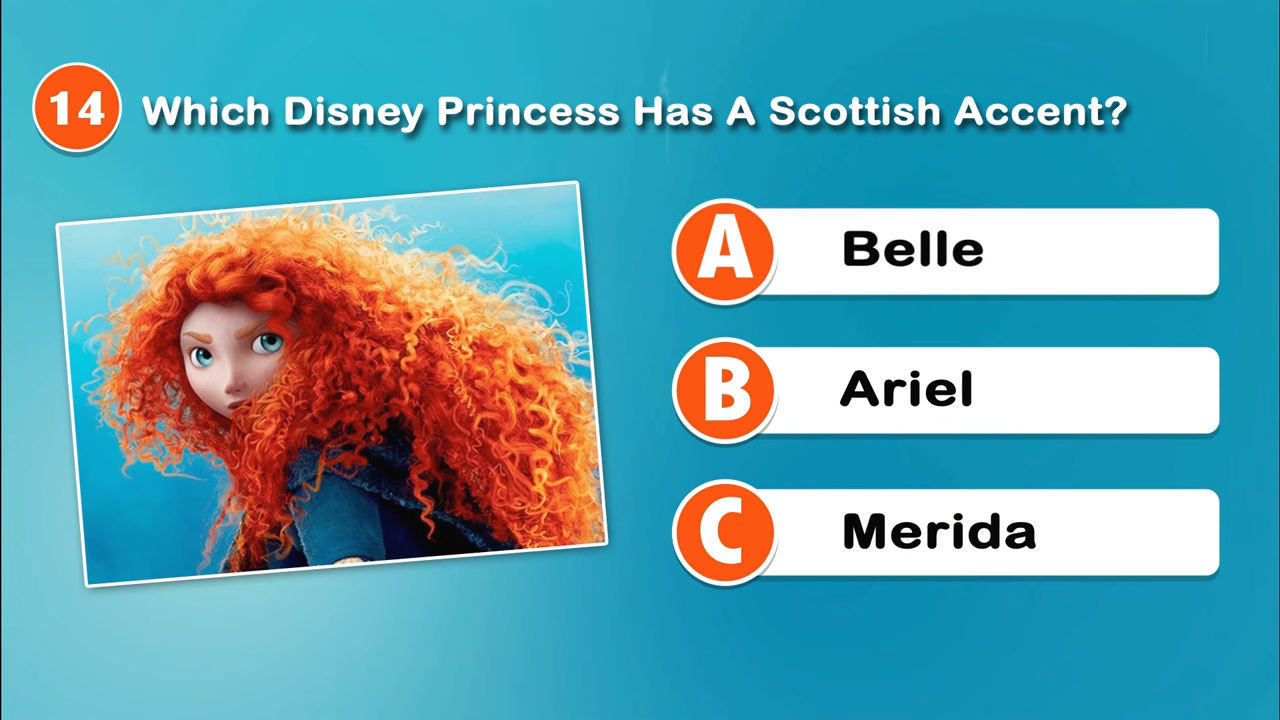 14 Which Disney Princess Has A Scottish Accent?
A Belle
B Ariel
C Merida